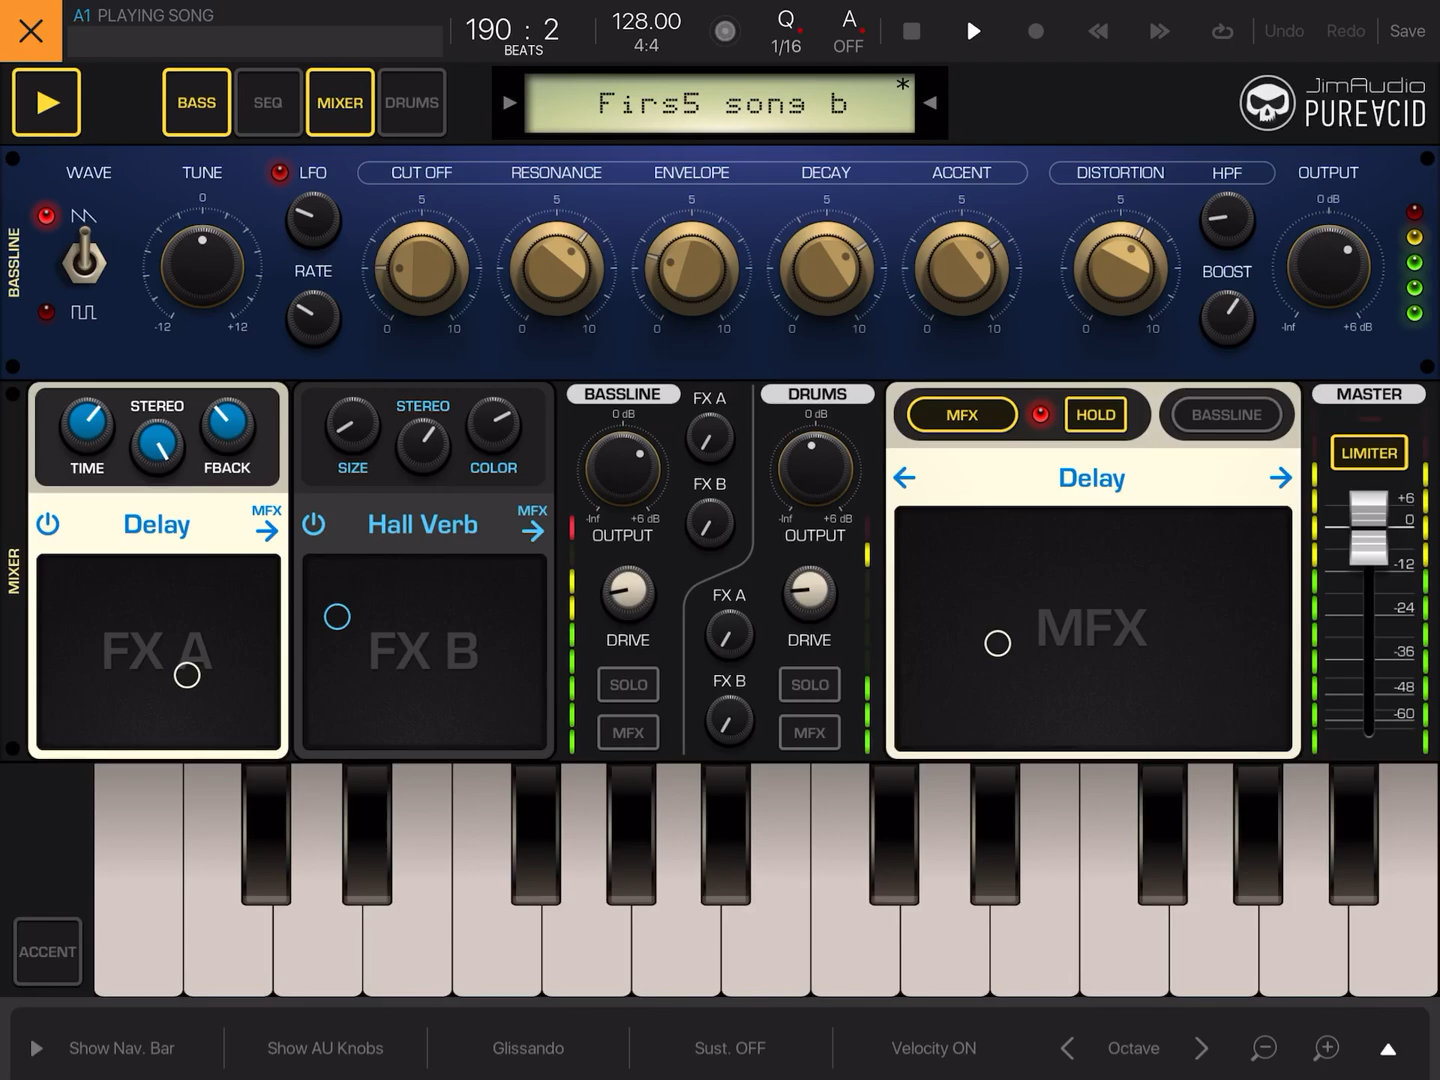 A1 PLAYING SONG
190 : 2
BEATS
128.00
4:4
Q
1/16
A
OFF
Undo
Redo
Save
BASS
SEQ
MIXER
DRUMS
Firs5 song b *
JimAudio
PUREACID
BASSLINE
WAVE
TUNE
0
-12
+12
LFO
RATE
CUT OFF
5
0
10
RESONANCE
5
0
10
ENVELOPE
5
0
10
DECAY
5
0
10
ACCENT
5
0
10
DISTORTION
5
0
10
HPF
BOOST
OUTPUT
0 dB
-Inf
+6 dB
MIXER
STEREO
TIME
FBACK
Delay
MFX
FX A
STEREO
SIZE
COLOR
Hall Verb
MFX
FX B
BASSLINE
0 dB
-Inf
+6 dB
OUTPUT
DRIVE
SOLO
MFX
FX A
FX B
FX A
FX B
DRUMS
0 dB
-Inf
+6 dB
OUTPUT
DRIVE
SOLO
MFX
MFX
HOLD
BASSLINE
Delay
MFX
MASTER
LIMITER
+6
0
-12
-24
-36
-48
-60
ACCENT
Show Nav. Bar
Show AU Knobs
Glissando
Sust. OFF
Velocity ON
Octave